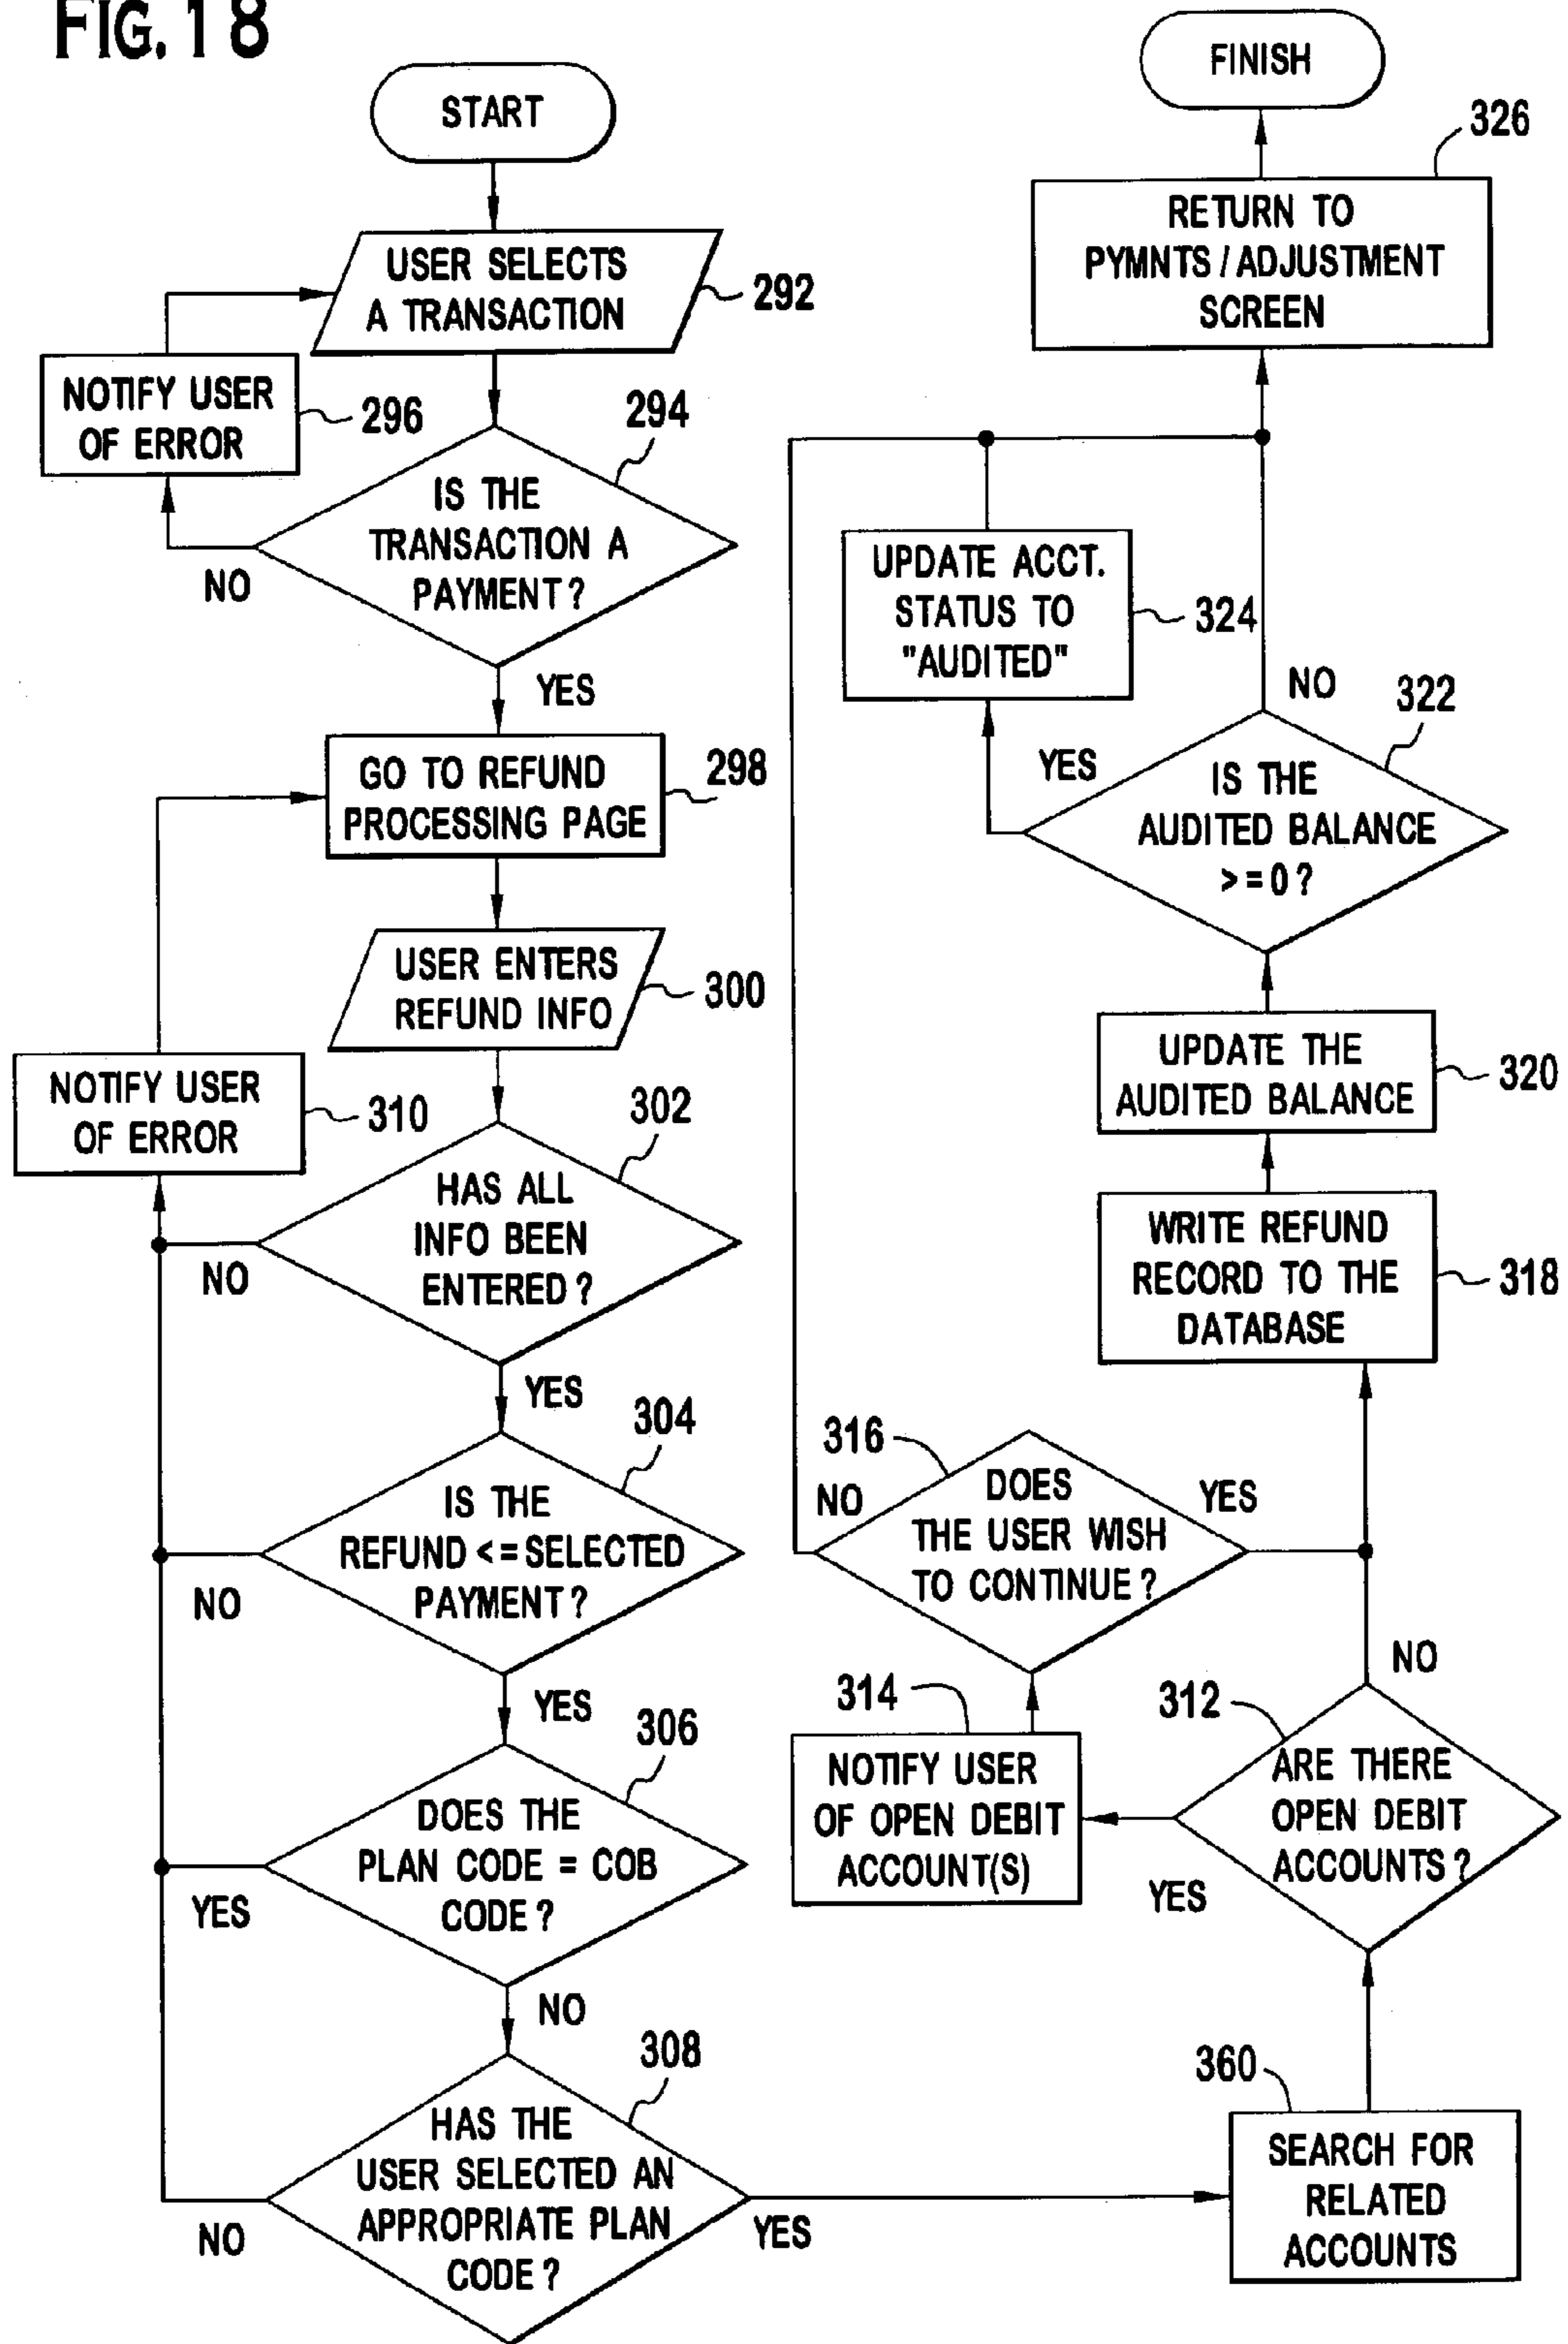 FIG. 18
START
USER SELECTS
A TRANSACTION
292
NOTIFY USER
OF ERROR
296
294
IS THE
TRANSACTION A
PAYMENT?
NO
YES
GO TO REFUND
PROCESSING PAGE
298
USER ENTERS
REFUND INFO
300
NOTIFY USER
OF ERROR
310
302
HAS ALL
INFO BEEN
ENTERED?
NO
YES
304
IS THE
REFUND <= SELECTED
PAYMENT?
NO
YES
306
DOES THE
PLAN CODE = COB
CODE?
YES
NO
308
HAS THE
USER SELECTED AN
APPROPRIATE PLAN
CODE?
NO
YES
FINISH
326
RETURN TO
PYMNTS / ADJUSTMENT
SCREEN
UPDATE ACCT.
STATUS TO
"AUDITED"
324
NO
322
YES
IS THE
AUDITED BALANCE
>=0?
UPDATE THE
AUDITED BALANCE
320
WRITE REFUND
RECORD TO THE
DATABASE
318
316
NO
DOES
THE USER WISH
TO CONTINUE?
YES
NO
314
NOTIFY USER
OF OPEN DEBIT
ACCOUNT(S)
312
ARE THERE
OPEN DEBIT
ACCOUNTS?
YES
360
SEARCH FOR
RELATED
ACCOUNTS